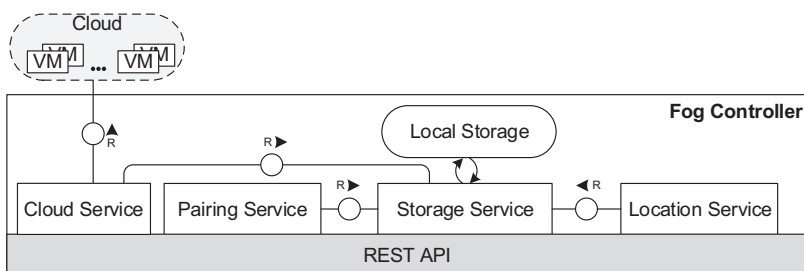 Cloud
VM VM ... VM VM
Fog Controller
R
R
Local Storage
R
R
Cloud Service
Pairing Service
Storage Service
Location Service
REST API